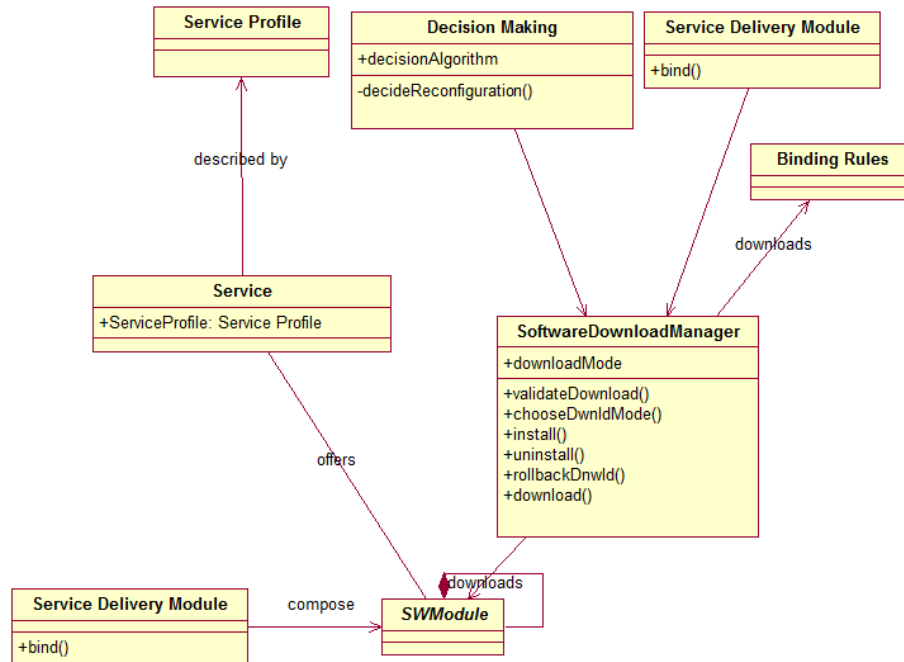 Service Profile
Decision Making
+decisionAlgorithm
-decideReconfiguration()
Service Delivery Module
+bind()
described by
Binding Rules
downloads
Service
+ServiceProfile: Service Profile
SoftwareDownloadManager
+downloadMode
+validateDownload()
+chooseDwnldMode()
+install()
+uninstall()
+rollbackDnwld()
+download()
offers
downloads
Service Delivery Module
+bind()
compose
SWModule